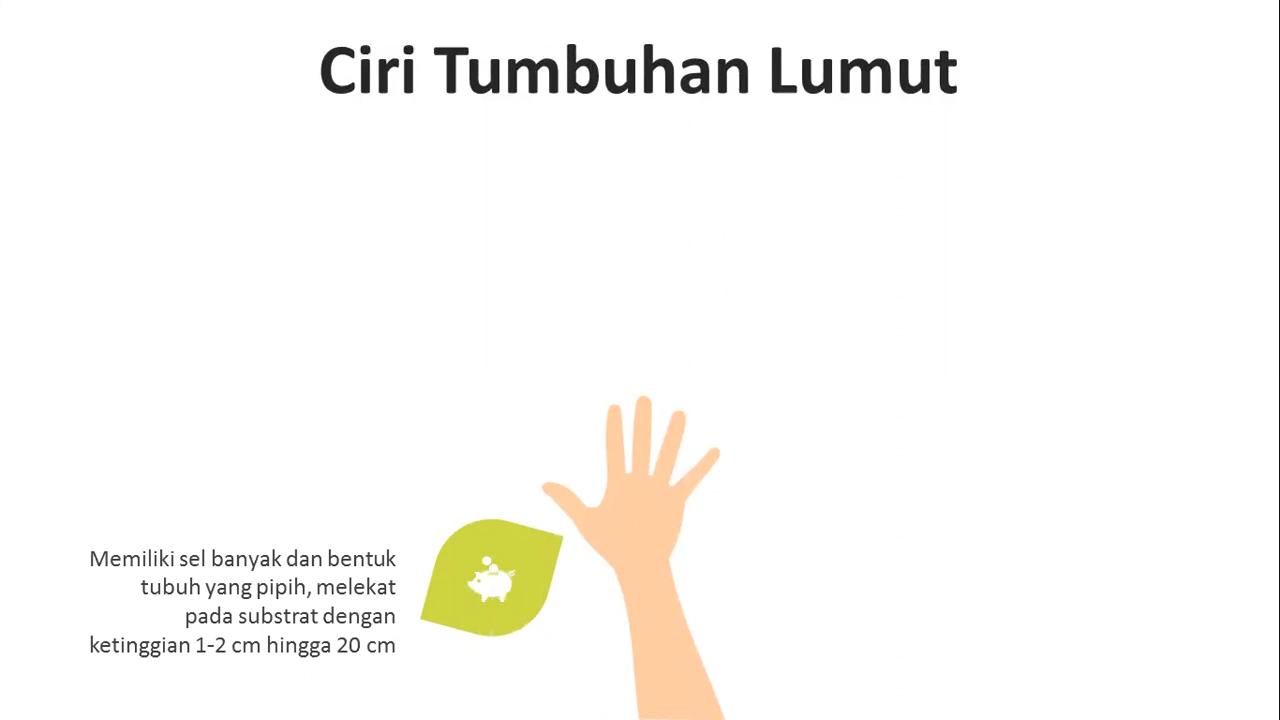 Ciri Tumbuhan Lumut
Memiliki sel banyak dan bentuk
tubuh yang pipih, melekat
pada substrat dengan
ketinggian 1-2 cm hingga 20 cm